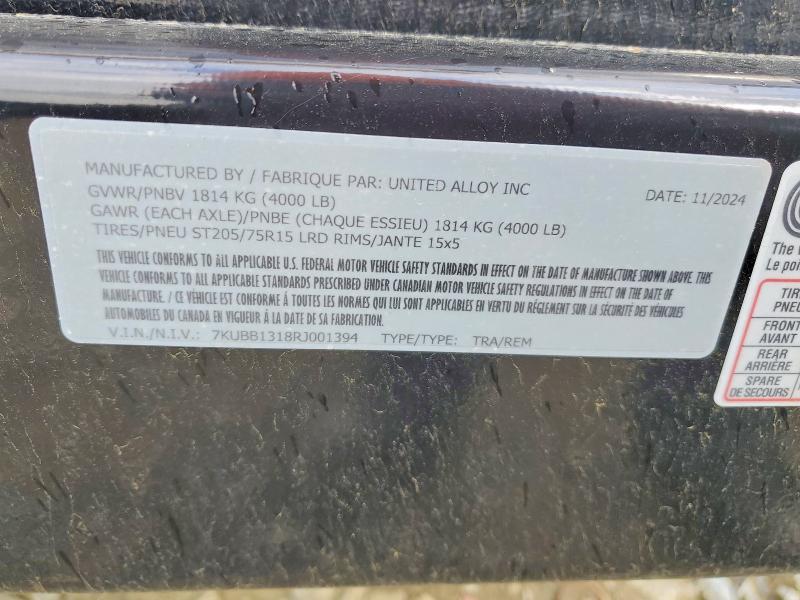 MANUFACTURED BY / FABRIQUE PAR: UNITED ALLOY INC
DATE: 11/2024
GVWR/PNBV 1814 KG (4000 LB)
GAWR (EACH AXLE)/PNBE (CHAQUE ESSIEU) 1814 KG (4000 LB)
TIRES/PNEU ST205/75R15 LRD RIMS/JANTE 15x5
THIS VEHICLE CONFORMS TO ALL APPLICABLE U.S. FEDERAL MOTOR VEHICLE SAFETY STANDARDS IN EFFECT ON THE DATE OF MANUFACTURE SHOWN ABOVE. THIS
VEHICLE CONFORMS TO ALL APPLICABLE STANDARDS PRESCRIBED UNDER CANADIAN MOTOR VEHICLE SAFETY REGULATIONS IN EFFECT ON THE DATE OF
MANUFACTURE. / CE VÉHICULE EST CONFORME Á TOUTES LES NORMES QUI LUI SONT APPLICABLES EN VERTU DU RÉGLEMENT SUR LA SÉCURITÉ DES VÉHICULES
AUTOMOBILES DU CANADA EN VIGUEUR Á LA DATE DE SA FABRICATION.
V.I.N./N.I.V.: 7KUBB1318RJ001394 TYPE/TYPE: TRA/REM
The
Le poi
TIR
PNEU
FRONT
AVANT
REAR
ARRIÈRE
SPARE
DE SECOURS